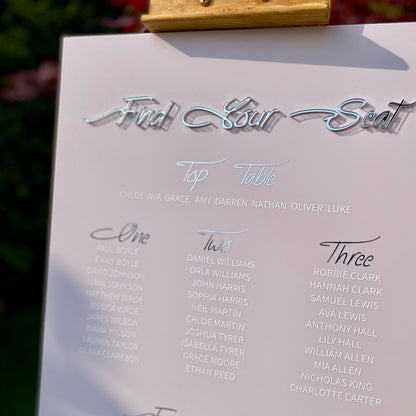 Find Your Seat
Top Table
CHLOE AVA GRACE AMY DARREN NATHAN OLIVER LUKE
One
PAUL BOYLE
EMILY BOYLE
DAVID JOHNSON
MAYA JOHNSON
MATTHEW WROE
JESSICA WROE
JAMES WILSON
EMMA WILSON
LAUREN TAYLOR
OLIVIA CLARKSON
Two
DANIEL WILLIAMS
ORLA WILLIAMS
JOHN HARRIS
SOPHIA HARRIS
NEIL MARTIN
CHLOE MARTIN
JOSHUA TYRER
ISABELLA TYRER
GRACE MOORE
ETHAN REED
Three
ROBBIE CLARK
HANNAH CLARK
SAMUEL LEWIS
AVA LEWIS
ANTHONY HALL
LILY HALL
WILLIAM ALLEN
MIA ALLEN
NICHOLAS KING
CHARLOTTE CARTER